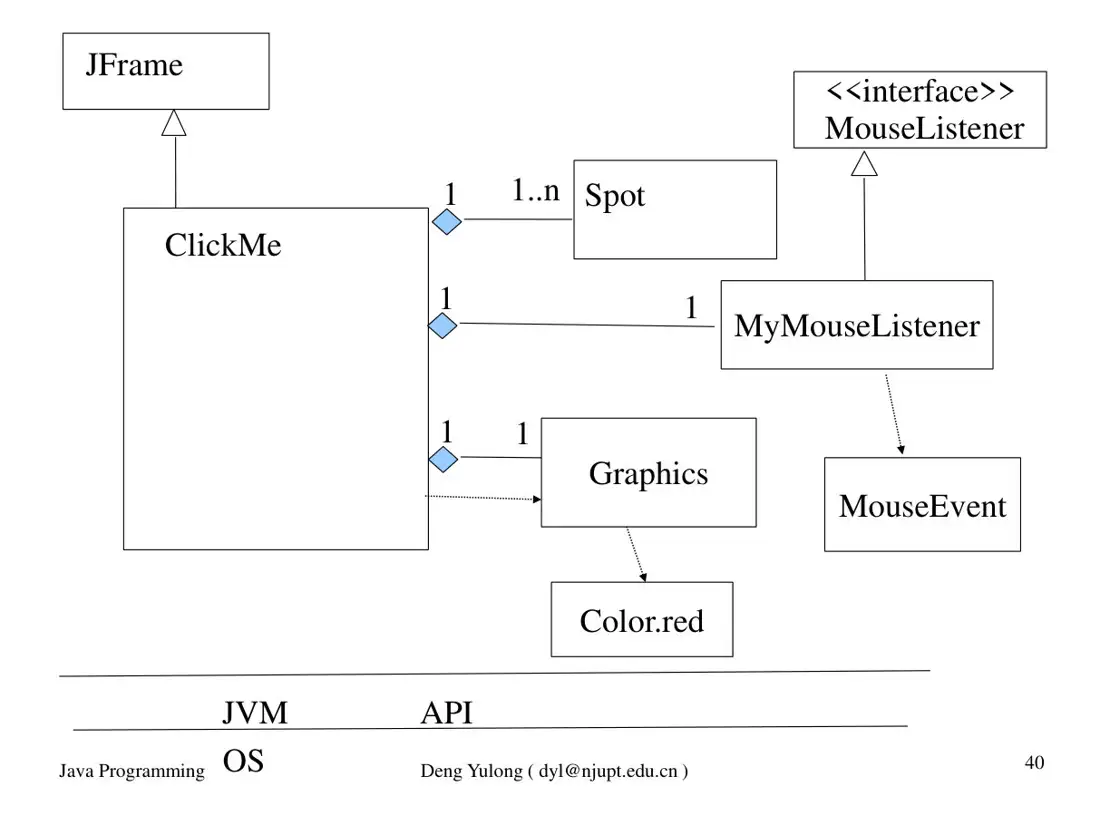 JFrame
<<interface>>
MouseListener
1
1..n
Spot
ClickMe
1
1
MyMouseListener
1
1
Graphics
MouseEvent
Color.red
JVM
API
OS
Java Programming
Deng Yulong ( dyl@njupt.edu.cn )
40